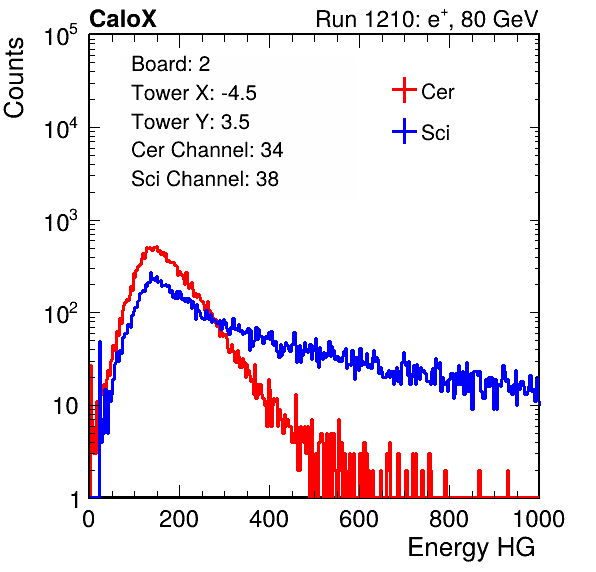 CaloX Run 1210: e⁺, 80 GeV
Counts
10⁵
10⁴
10³
10²
10
1
Board: 2
Tower X: -4.5
Tower Y: 3.5
Cer Channel: 34
Sci Channel: 38
Cer
Sci
0 200 400 600 800 1000
Energy HG